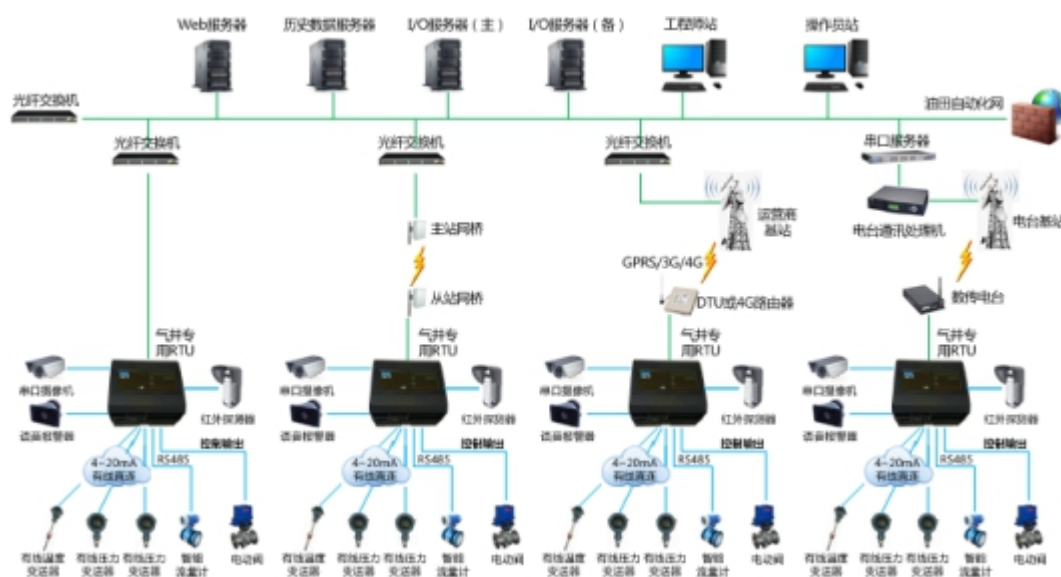 Web服务器
历史数据服务器
I/O服务器（主）
I/O服务器（备）
工程师站
操作员站
光纤交换机
油田自动化网
光纤交换机
光纤交换机
光纤交换机
串口服务器
主站网桥
运营商
基站
电台通讯处理机
电台基站
GPRS/3G/4G
从站网桥
DTU或4G路由器
数传电台
气井专
用RTU
气井专
用RTU
气井专
用RTU
气井专
用RTU
串口摄像机
红外探测器
语音报警器
控制输出
4~20mA
有线直连
RS485
串口摄像机
红外探测器
语音报警器
控制输出
4~20mA
有线直连
RS485
串口摄像机
红外探测器
语音报警器
控制输出
4~20mA
有线直连
RS485
串口摄像机
红外探测器
语音报警器
控制输出
4~20mA
有线直连
RS485
有线温度
变送器
有线压力
变送器
有线压力
变送器
智能
流量计
电动阀
有线温度
变送器
有线压力
变送器
有线压力
变送器
智能
流量计
电动阀
有线温度
变送器
有线压力
变送器
有线压力
变送器
智能
流量计
电动阀
有线温度
变送器
有线压力
变送器
有线压力
变送器
智能
流量计
电动阀